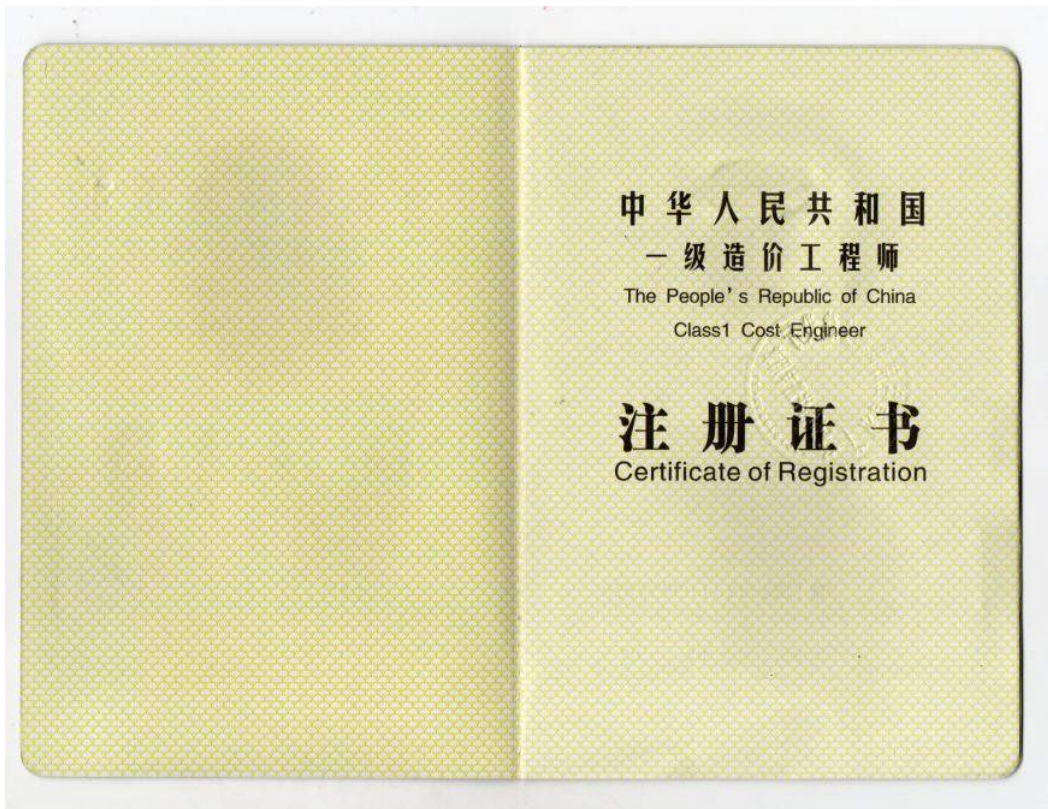 中华人民共和国
一级造价工程师
The People's Republic of China
Class1 Cost Engineer
注册证书
Certificate of Registration